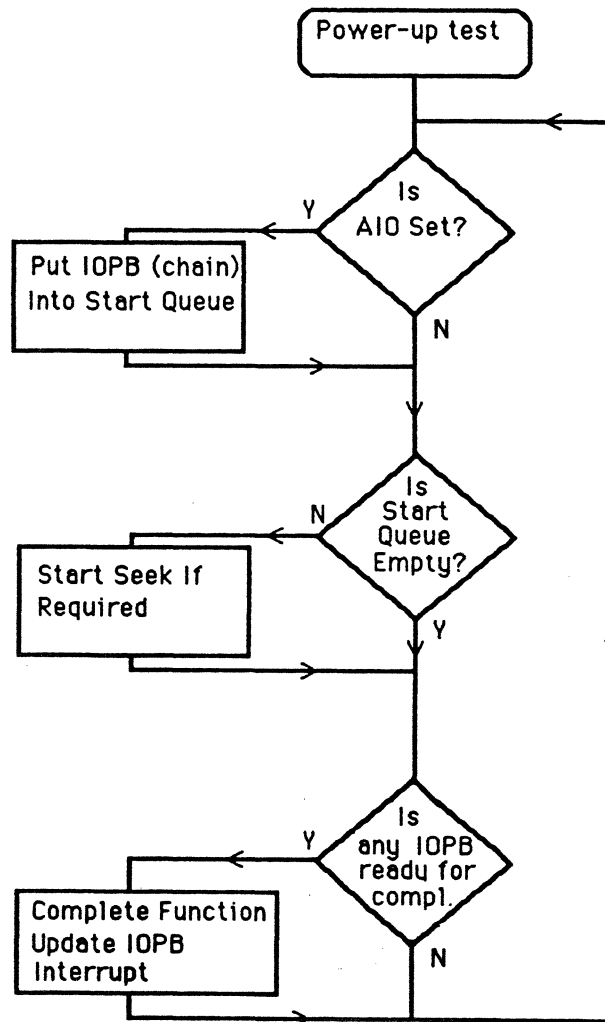 Power-up test
Is
AIO Set?
Y
Put IOPB (chain)
Into Start Queue
N
Is
Start
Queue
Empty?
N
Start Seek If
Required
Y
Is
any IOPB
ready for
compl.
Y
Complete Function
Update IOPB
Interrupt
N